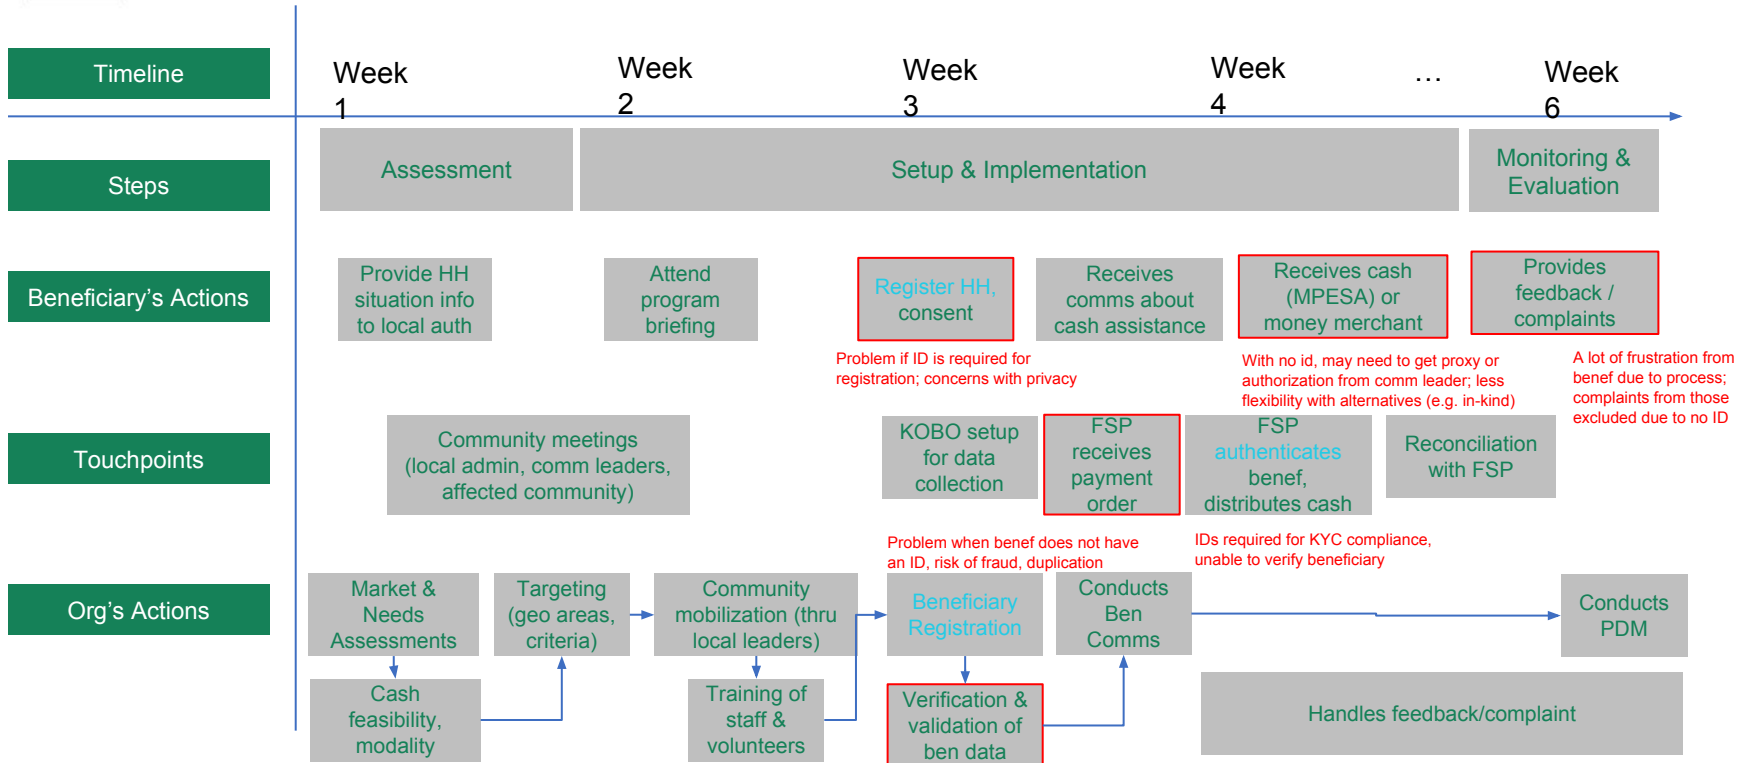 Timeline
Week
1
Week
2
Week
3
Week
4
...
Week
6
Steps
Assessment
Setup & Implementation
Monitoring &
Evaluation
Beneficiary's Actions
Provide HH
situation info
to local auth
Attend
program
briefing
Register HH,
consent
Receives
comms about
cash assistance
Receives cash
(MPESA) or
money merchant
Provides
feedback /
complaints
Problem if ID is required for
registration; concerns with privacy
With no id, may need to get proxy or
authorization from comm leader; less
flexibility with alternatives (e.g. in-kind)
A lot of frustration from
benef due to process;
complaints from those
excluded due to no ID
Touchpoints
Community meetings
(local admin, comm leaders,
affected community)
KOBO setup
for data
collection
FSP
receives
payment
order
FSP
authenticates
benef,
distributes cash
Reconciliation
with FSP
Problem when benef does not have
an ID, risk of fraud, duplication
IDs required for KYC compliance,
unable to verify beneficiary
Org's Actions
Market &
Needs
Assessments
Targeting
(geo areas,
criteria)
Community
mobilization (thru
local leaders)
Beneficiary
Registration
Conducts
Ben
Comms
Conducts
PDM
Cash
feasibility,
modality
Training of
staff &
volunteers
Verification &
validation of
ben data
Handles feedback/complaint